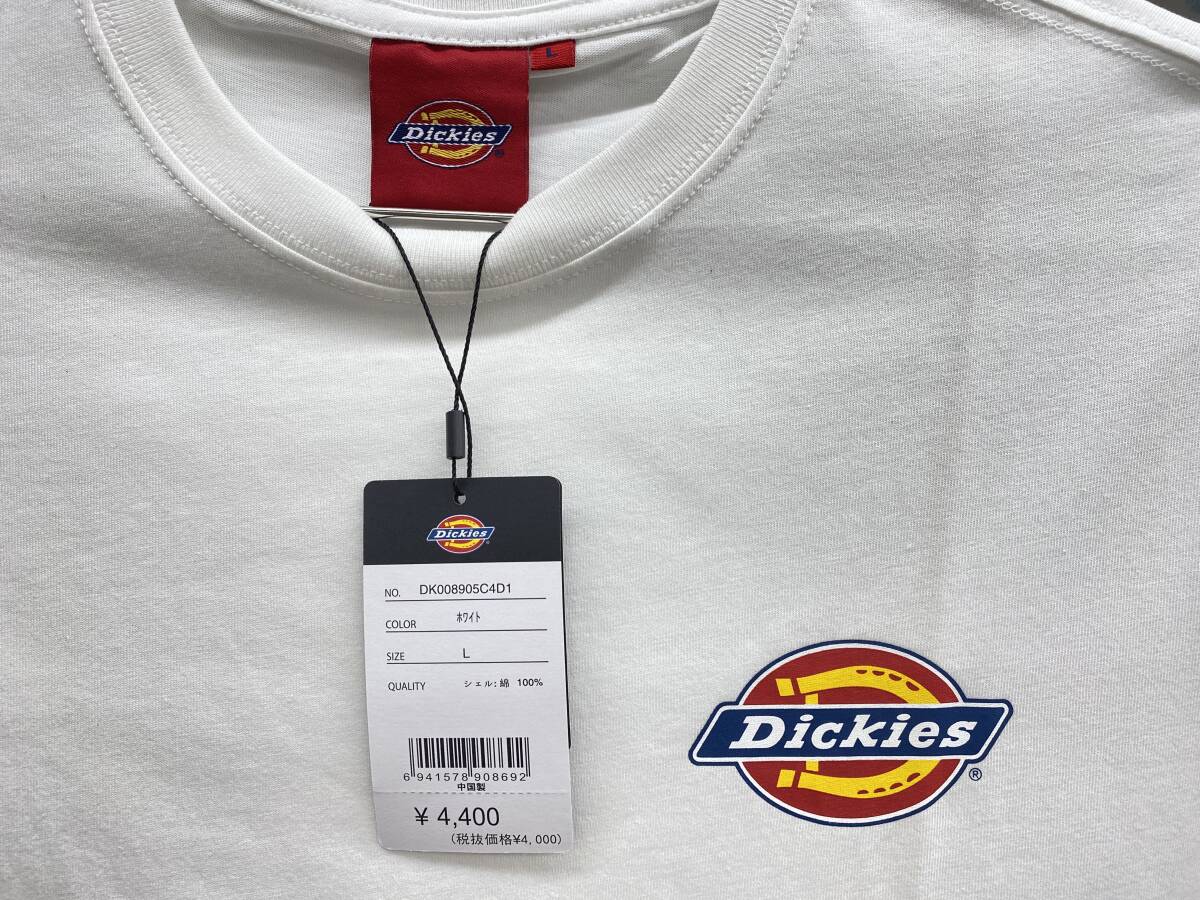 L
Dickies
®
Dickies
NO. DK008905C4D1
COLOR ﾎﾜｲﾄ
SIZE L
QUALITY シェル:綿 100%
6 941578 908692
中国製
¥ 4,400
(税抜価格¥4,000)
Dickies
®